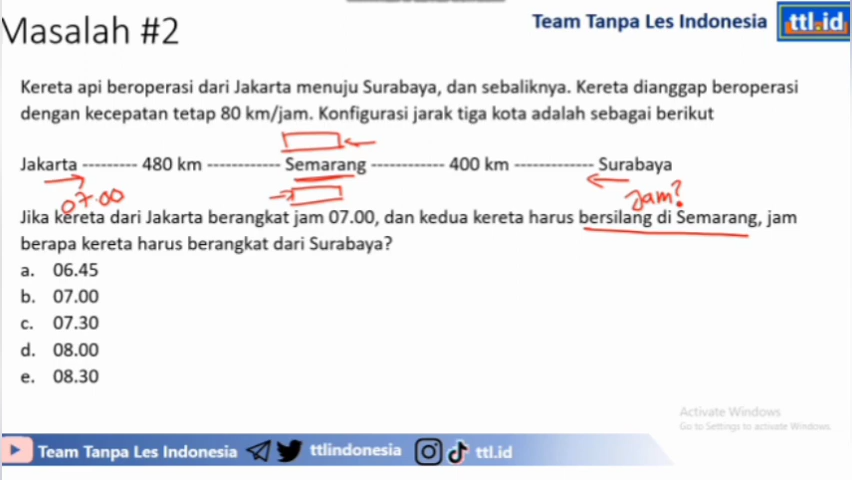 Masalah #2
Team Tanpa Les Indonesia
ttl.id
Kereta api beroperasi dari Jakarta menuju Surabaya, dan sebaliknya. Kereta dianggap beroperasi
dengan kecepatan tetap 80 km/jam. Konfigurasi jarak tiga kota adalah sebagai berikut
Jakarta --------- 480 km ------------ Semarang ------------ 400 km ------------- Surabaya
07.00
Jam?
Jika kereta dari Jakarta berangkat jam 07.00, dan kedua kereta harus bersilang di Semarang, jam
berapa kereta harus berangkat dari Surabaya?
a. 06.45
b. 07.00
c. 07.30
d. 08.00
e. 08.30
Activate Windows
Go to Settings to activate Windows.
Team Tanpa Les Indonesia
ttlindonesia
ttl.id